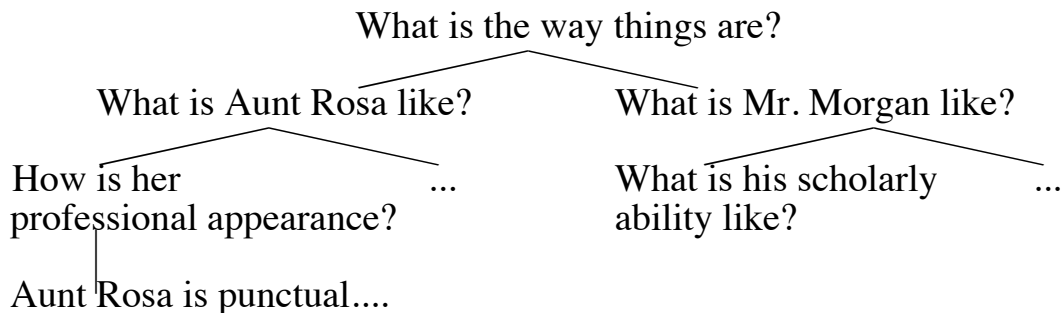 What is the way things are?
What is Aunt Rosa like?
What is Mr. Morgan like?
How is her
professional appearance?
...
What is his scholarly
ability like?
...
Aunt Rosa is punctual....